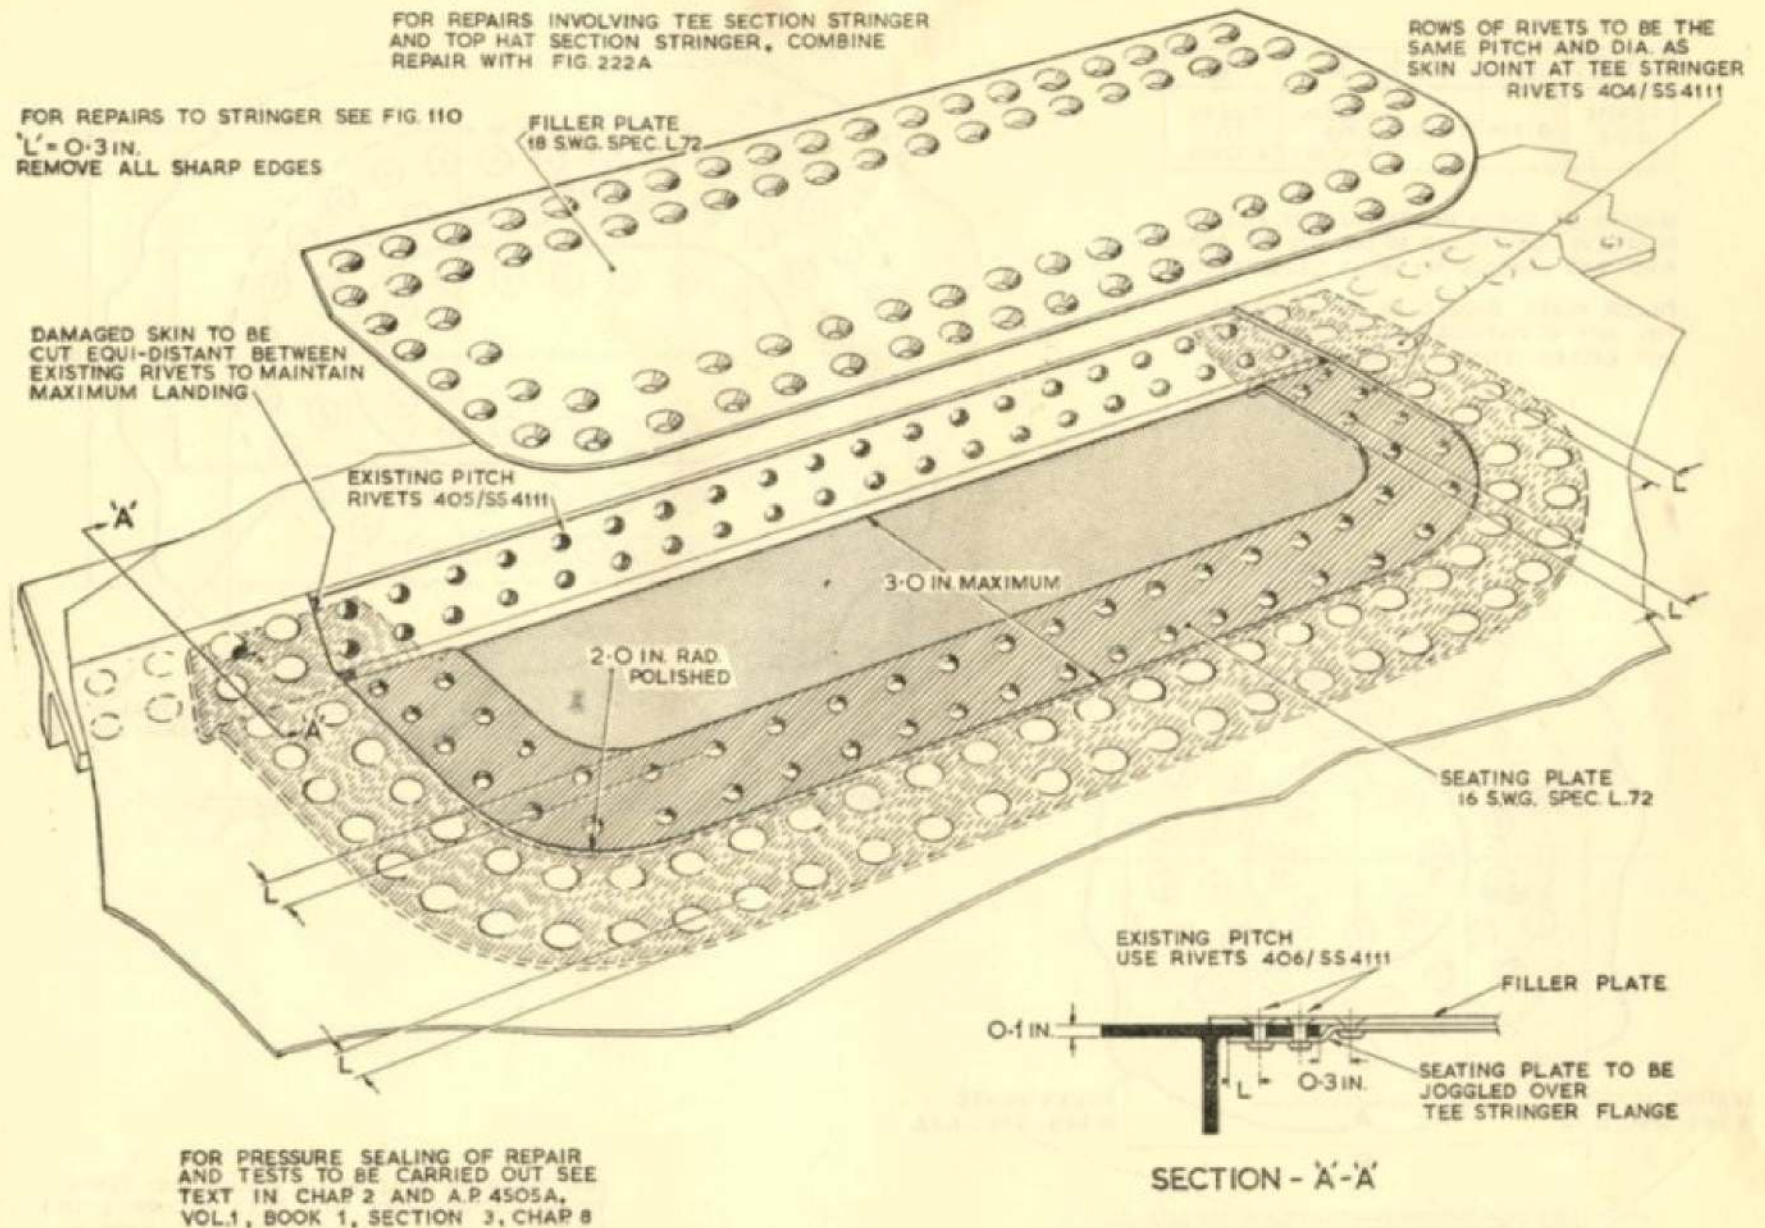 FOR REPAIRS INVOLVING TEE SECTION STRINGER
AND TOP HAT SECTION STRINGER, COMBINE
REPAIR WITH FIG. 222A
ROWS OF RIVETS TO BE THE
SAME PITCH AND DIA. AS
SKIN JOINT AT TEE STRINGER
RIVETS 404/SS4111
FOR REPAIRS TO STRINGER SEE FIG. 110
'L' = 0·3 IN.
REMOVE ALL SHARP EDGES
FILLER PLATE
18 S.W.G. SPEC. L.72
DAMAGED SKIN TO BE
CUT EQUI-DISTANT BETWEEN
EXISTING RIVETS TO MAINTAIN
MAXIMUM LANDING
EXISTING PITCH
RIVETS 405/SS4111
'A'
L
3·0 IN. MAXIMUM
L
2·0 IN. RAD.
POLISHED
'A'
SEATING PLATE
16 S.W.G. SPEC. L.72
L
L
EXISTING PITCH
USE RIVETS 406/SS4111
FILLER PLATE
0·1 IN.
L
0·3 IN.
SEATING PLATE TO BE
JOGGLED OVER
TEE STRINGER FLANGE
SECTION - 'A'-'A'
FOR PRESSURE SEALING OF REPAIR
AND TESTS TO BE CARRIED OUT SEE
TEXT IN CHAP 2 AND A.P. 4505A,
VOL.1, BOOK 1, SECTION 3, CHAP 8